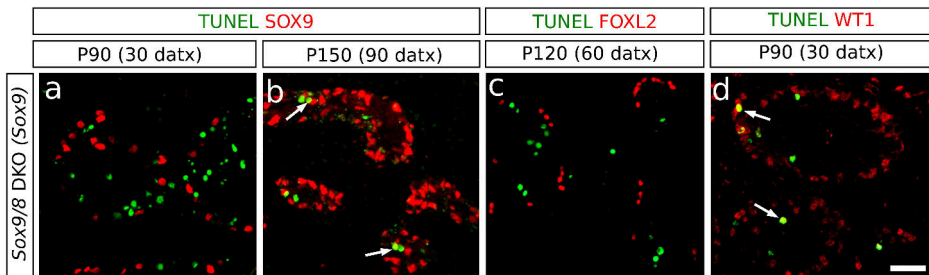 TUNEL SOX9
TUNEL FOXL2
TUNEL WT1
P90 (30 datx)
P150 (90 datx)
P120 (60 datx)
P90 (30 datx)
Sox9/8 DKO (Sox9)
a
b
c
d